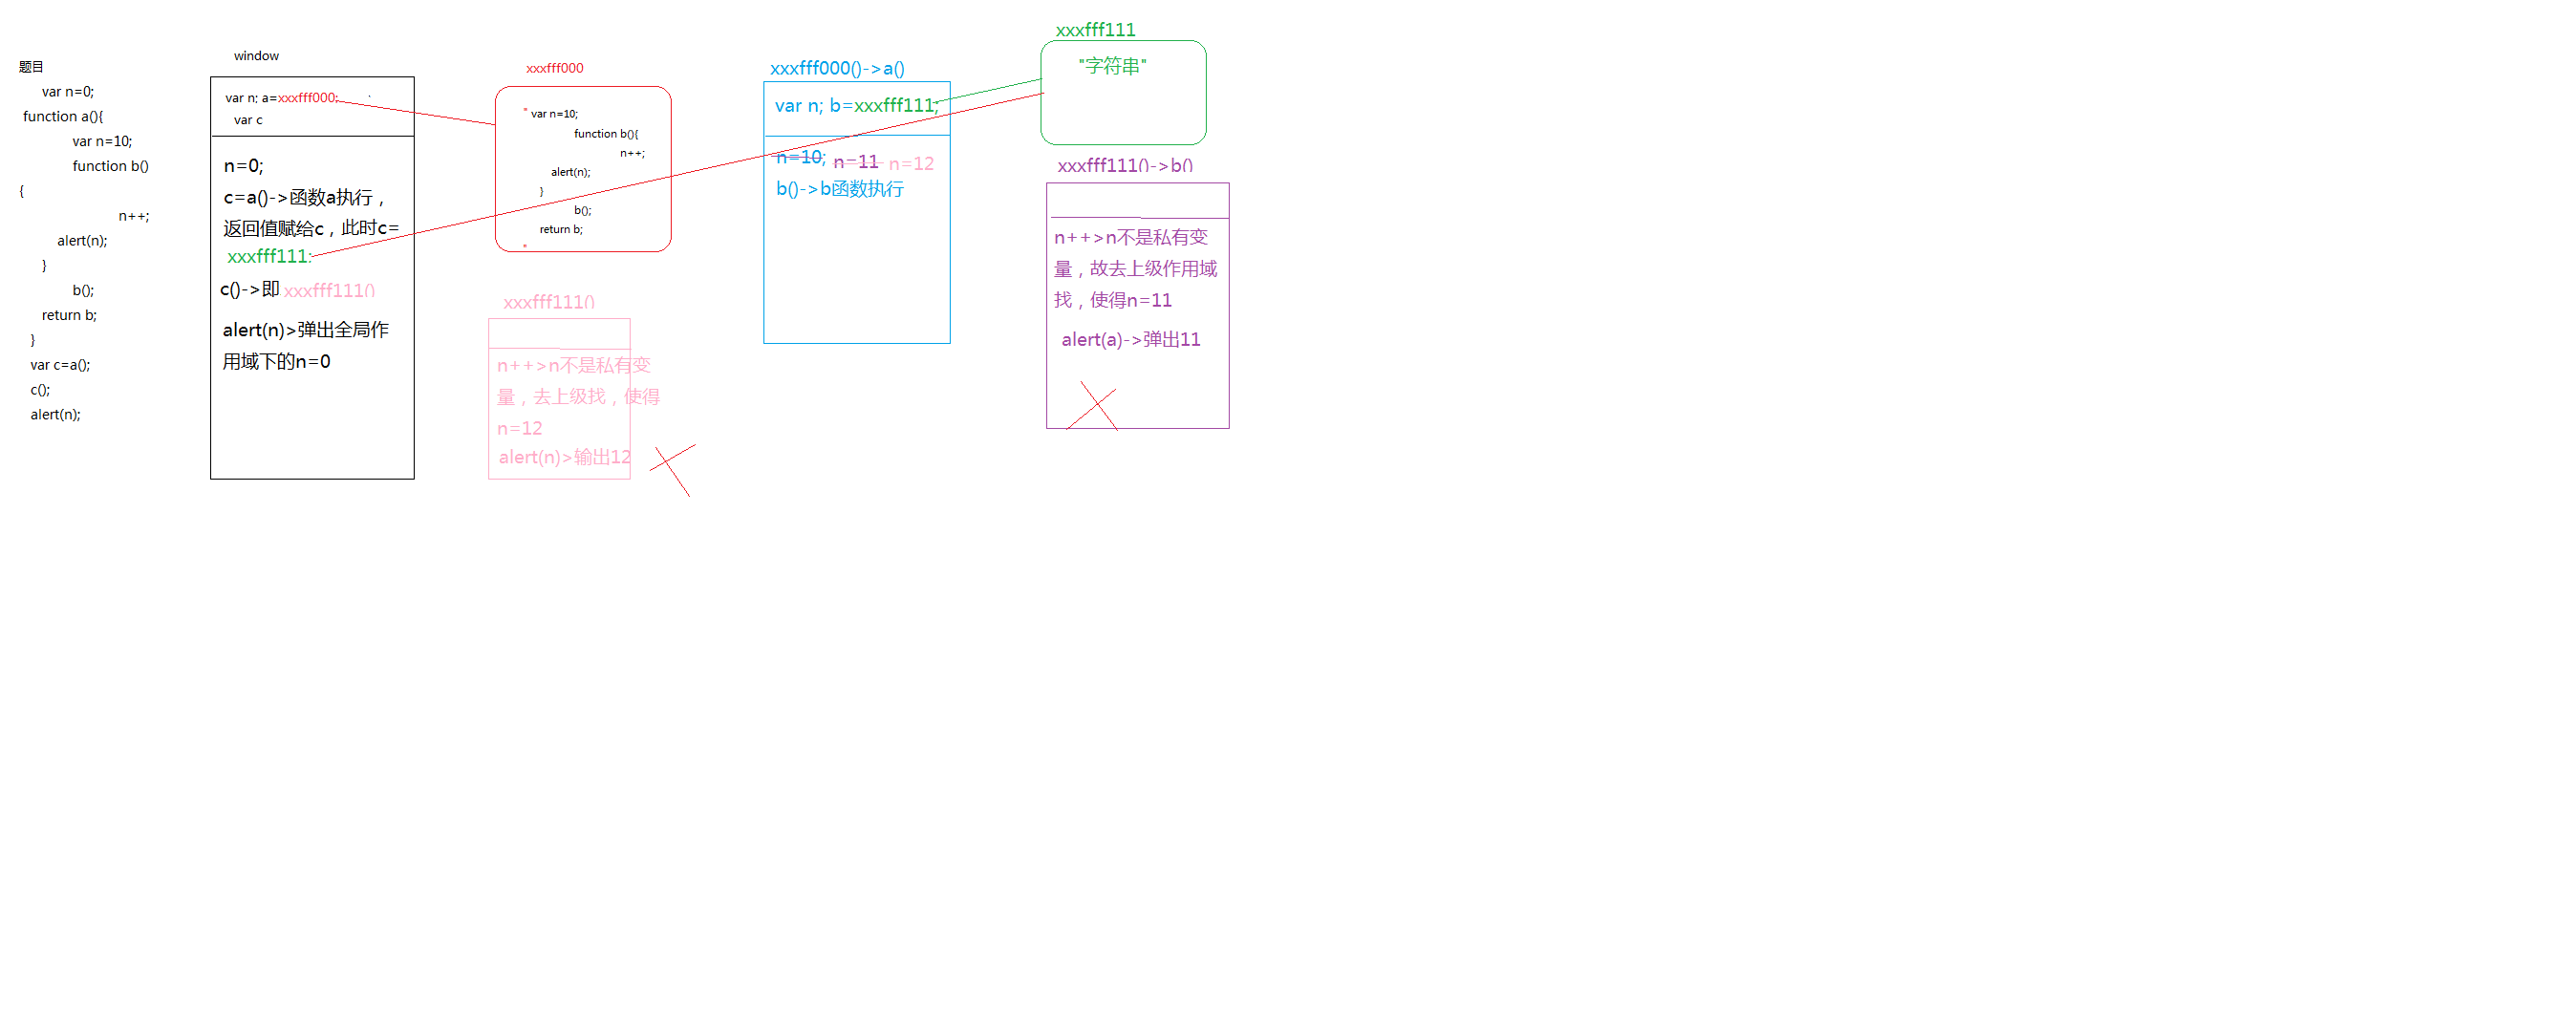 题目
var n=0;
function a(){
var n=10;
function b()
{
n++;
alert(n);
}
b();
return b;
}
var c=a();
c();
alert(n);
window
var n; a=xxxfff000;
var c
n=0;
c=a()->函数a执行，
返回值赋给c，此时c=
xxxfff111:
c()->即 xxxfff111()
alert(n)>弹出全局作
用域下的n=0
xxxfff000
" var n=10;
function b(){
n++;
alert(n);
}
b();
return b;
"
xxxfff111()
n++>n不是私有变
量，去上级找，使得
n=12
alert(n)>输出12
xxxfff000()->a()
var n; b=xxxfff111;
n=10; n=11 n=12
b()->b函数执行
xxxfff111
"字符串"
xxxfff111()->b()
n++>n不是私有变
量，故去上级作用域
找，使得n=11
alert(a)->弹出11